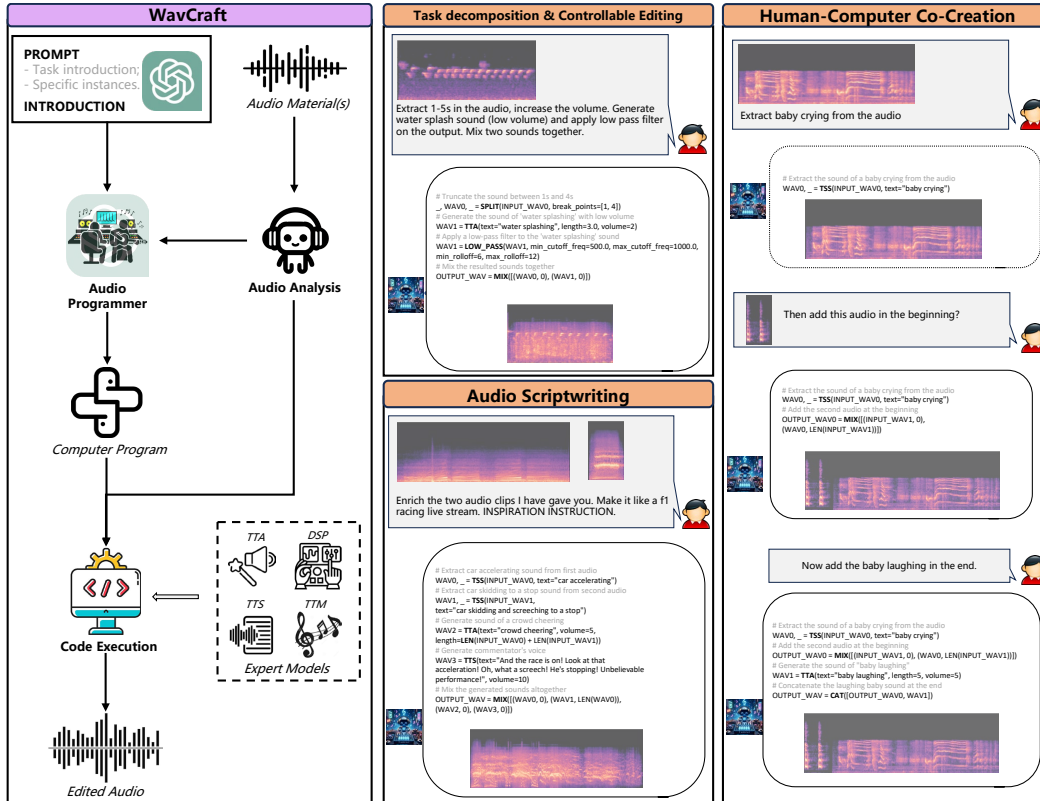 WavCraft
PROMPT
- Task introduction;
- Specific instances.
INTRODUCTION
Audio Material(s)
Audio
Programmer
Audio Analysis
Computer Program
Code Execution
TTA
DSP
TTS
TTM
Expert Models
Edited Audio
Task decomposition & Controllable Editing
Extract 1-5s in the audio, increase the volume. Generate
water splash sound (low volume) and apply low pass filter
on the output. Mix two sounds together.
# Truncate the sound between 1s and 4s
_, WAV0, _ = SPLIT(INPUT_WAV0, break_points=[1, 4])
# Generate the sound of 'water splashing' with low volume
WAV1 = TTA(text="water splashing", length=3.0, volume=2)
# Apply a low-pass filter to the 'water splashing' sound
WAV1 = LOW_PASS(WAV1, min_cutoff_freq=500.0, max_cutoff_freq=1000.0,
min_rolloff=6, max_rolloff=12)
# Mix the resulted sounds together
OUTPUT_WAV = MIX([(WAV0, 0), (WAV1, 0)])
Audio Scriptwriting
Enrich the two audio clips I have gave you. Make it like a f1
racing live stream. INSPIRATION INSTRUCTION.
# Extract car accelerating sound from first audio
WAV0, _ = TSS(INPUT_WAV0, text="car accelerating")
# Extract car skidding to a stop sound from second audio
WAV1, _ = TSS(INPUT_WAV1,
text="car skidding and screeching to a stop")
# Generate sound of a crowd cheering
WAV2 = TTA(text="crowd cheering", volume=5,
length=LEN(INPUT_WAV0) + LEN(INPUT_WAV1))
# Generate commentator's voice
WAV3 = TTS(text="And the race is on! Look at that
acceleration! Oh, what a screech! He's stopping! Unbelievable
performance!", volume=10)
# Mix the generated sounds altogether
OUTPUT_WAV = MIX([(WAV0, 0), (WAV1, LEN(WAV0)),
(WAV2, 0), (WAV3, 0)])
Human-Computer Co-Creation
Extract baby crying from the audio
# Extract the sound of a baby crying from the audio
WAV0, _ = TSS(INPUT_WAV0, text="baby crying")
Then add this audio in the beginning?
# Extract the sound of a baby crying from the audio
WAV0, _ = TSS(INPUT_WAV0, text="baby crying")
# Add the second audio at the beginning
OUTPUT_WAV0 = MIX([(INPUT_WAV1, 0),
(WAV0, LEN(INPUT_WAV1))])
Now add the baby laughing in the end.
# Extract the sound of a baby crying from the audio
WAV0, _ = TSS(INPUT_WAV0, text="baby crying")
# Add the second audio at the beginning
OUTPUT_WAV0 = MIX([(INPUT_WAV1, 0), (WAV0, LEN(INPUT_WAV1))])
# Generate the sound of "baby laughing"
WAV1 = TTA(text="baby laughing", length=5, volume=5)
# Concatenate the laughing baby sound at the end
OUTPUT_WAV = CAT([OUTPUT_WAV0, WAV1])